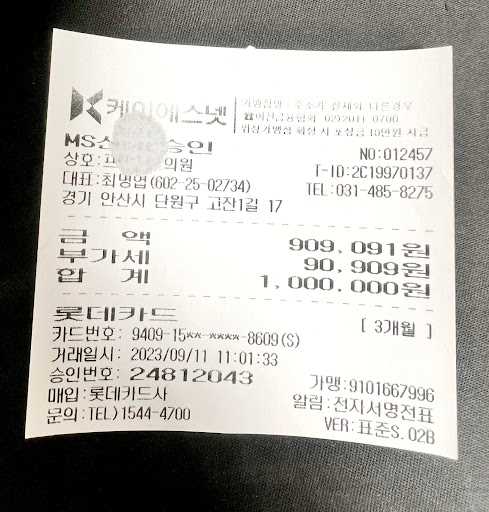 케이에스넷
가맹점명·주소가 실제와 다른경우
여신금융협회 02)2011-0700
위장가맹점 확정 시 포상금 10만원 지급
MS신 승인
NO:012457
상호: 의원
T-ID:2C19970137
대표:최명업(602-25-02734)
TEL:031-485-8275
경기 안산시 단원구 고잔1길 17
금 액 909,091원
부가세 90,909원
합 계 1,000,000원
롯데카드 [ 3개월 ]
카드번호: 9409-15**-****-8609(S)
거래일시: 2023/09/11 11:01:33
승인번호: 24812043
가맹:9101667996
매입:롯데카드사
알림:전지서명전표
문의:TEL)1544-4700
VER:표준S.02B